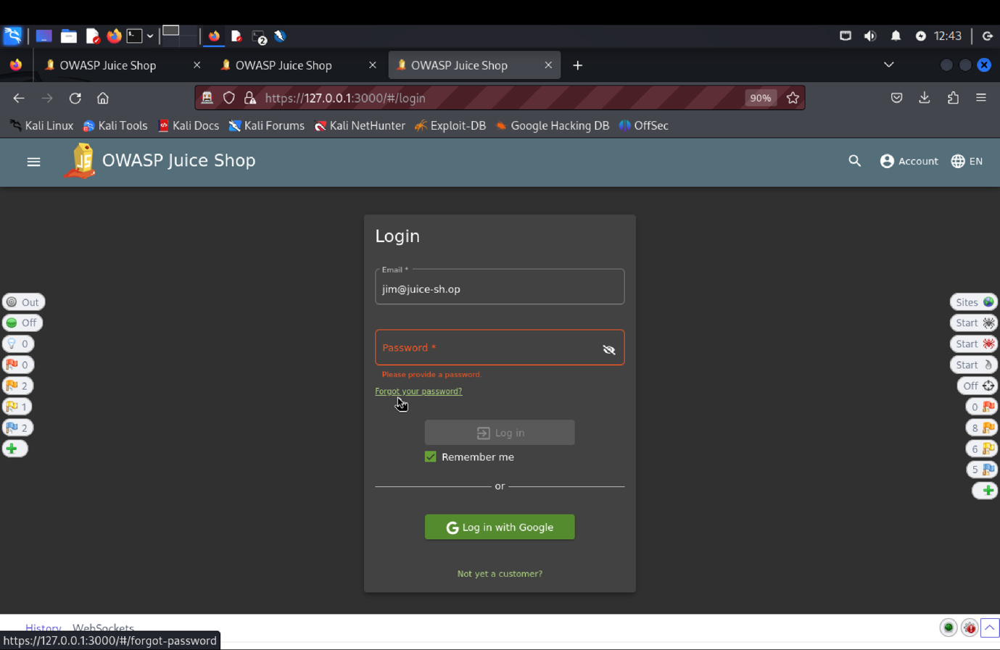 2
12:43
OWASP Juice Shop
OWASP Juice Shop
OWASP Juice Shop
https://127.0.0.1:3000/#/login
90%
Kali Linux
Kali Tools
Kali Docs
Kali Forums
Kali NetHunter
Exploit-DB
Google Hacking DB
OffSec
JS
OWASP Juice Shop
Account
EN
Login
Email *
jim@juice-sh.op
Password *
Please provide a password.
Forgot your password?
Log in
Remember me
or
G Log in with Google
Not yet a customer?
Out
Off
0
0
2
1
2
Sites
Start
Start
Start
Off
0
8
6
5
History
WebSockets
https://127.0.0.1:3000/#/forgot-password